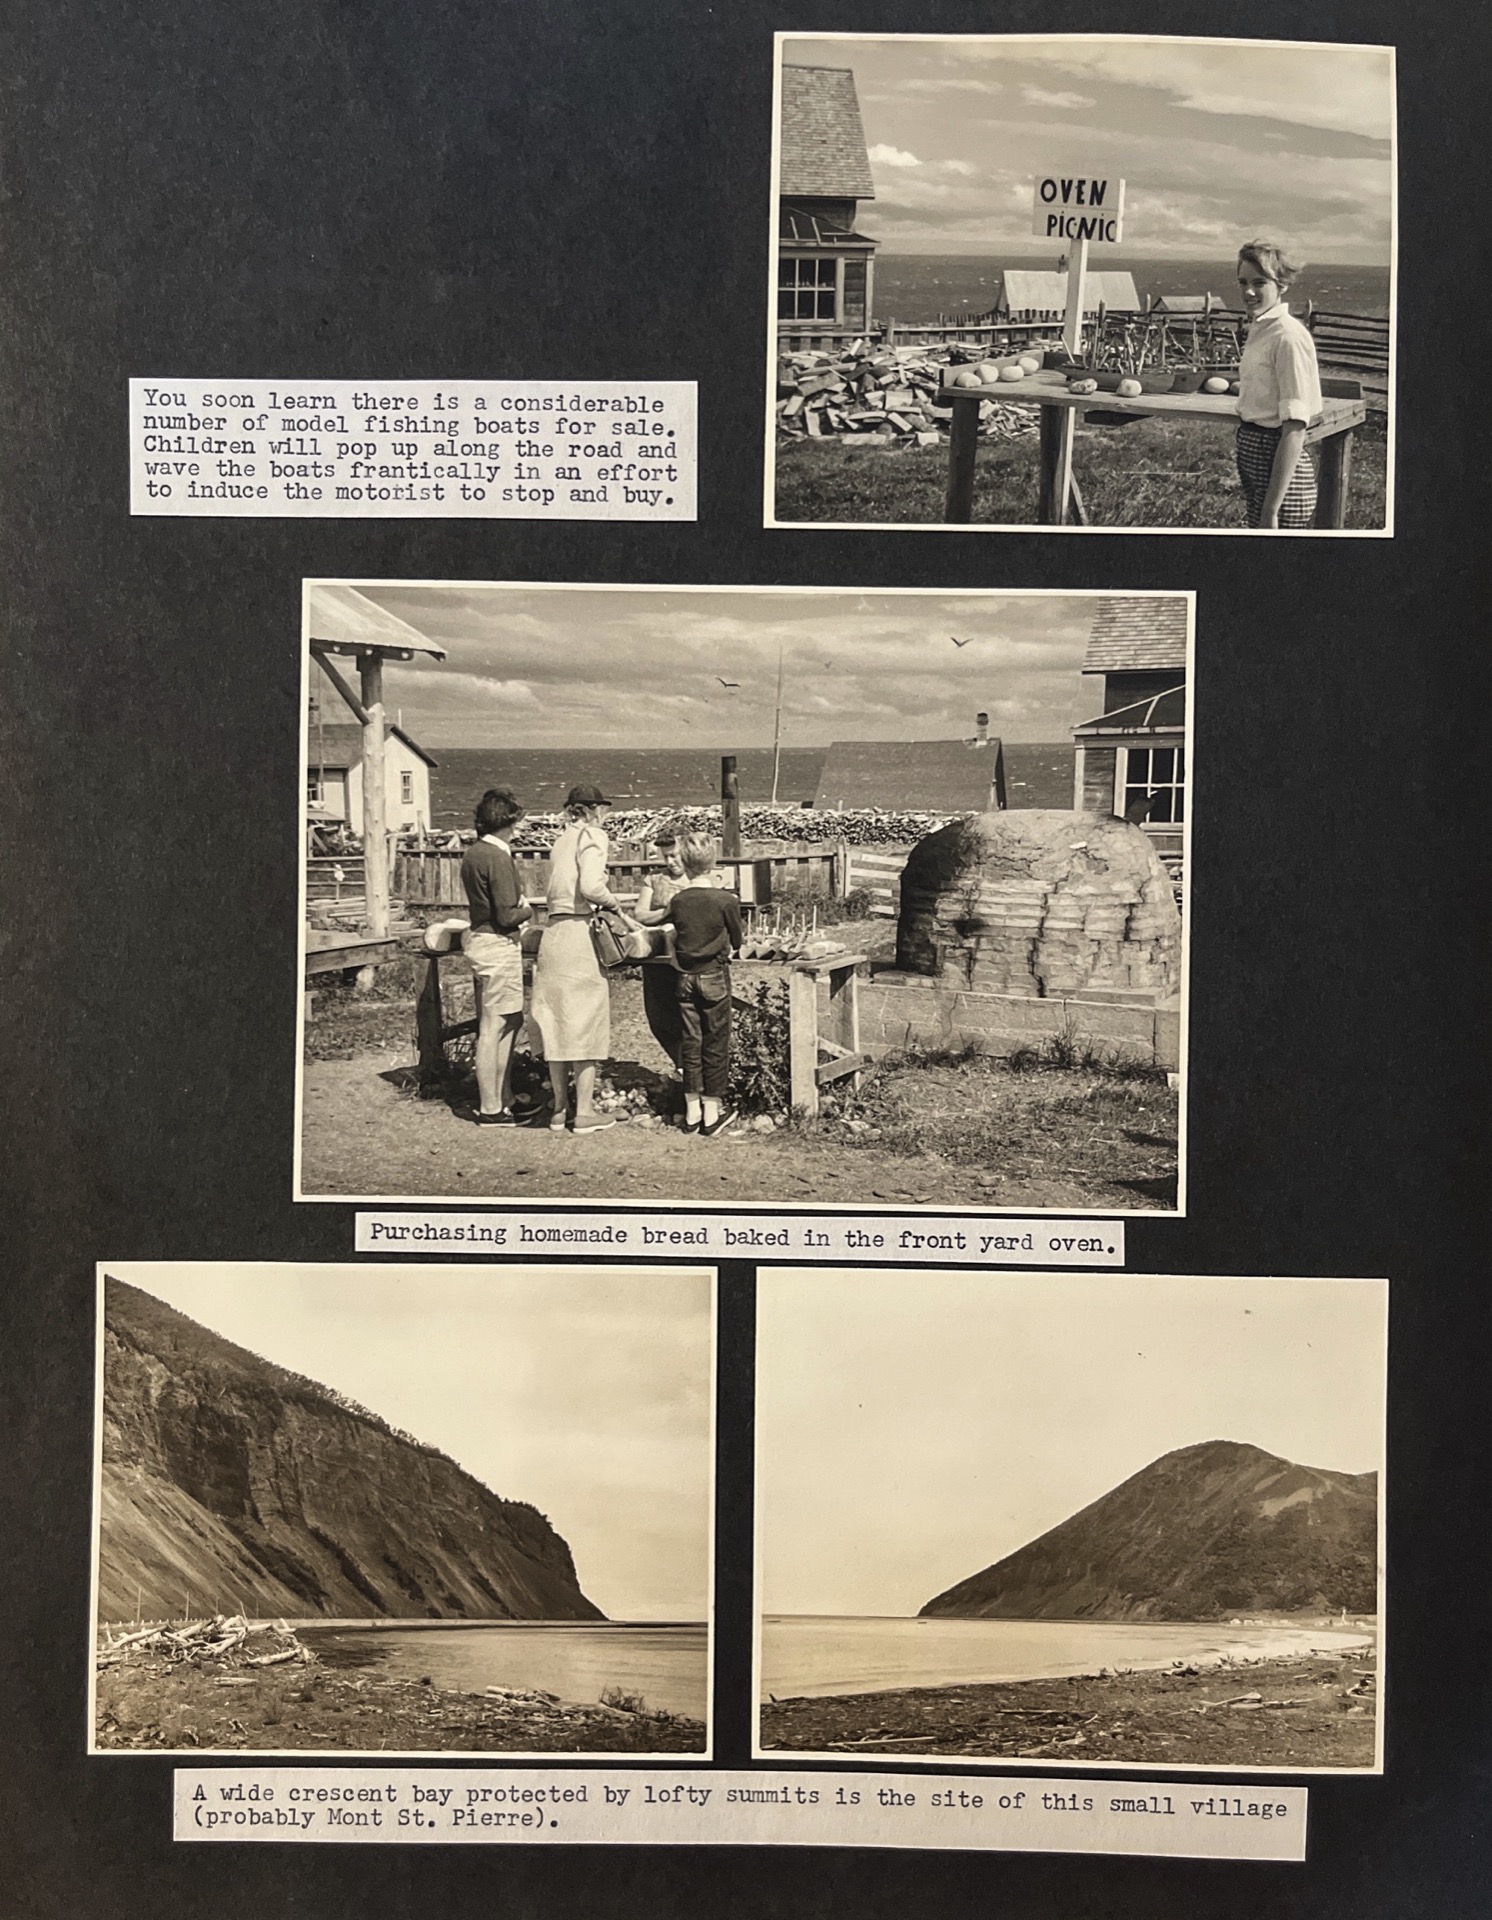 OVEN
PICNIC
You soon learn there is a considerable
number of model fishing boats for sale.
Children will pop up along the road and
wave the boats frantically in an effort
to induce the motorist to stop and buy.
Purchasing homemade bread baked in the front yard oven.
A wide crescent bay protected by lofty summits is the site of this small village
(probably Mont St. Pierre).